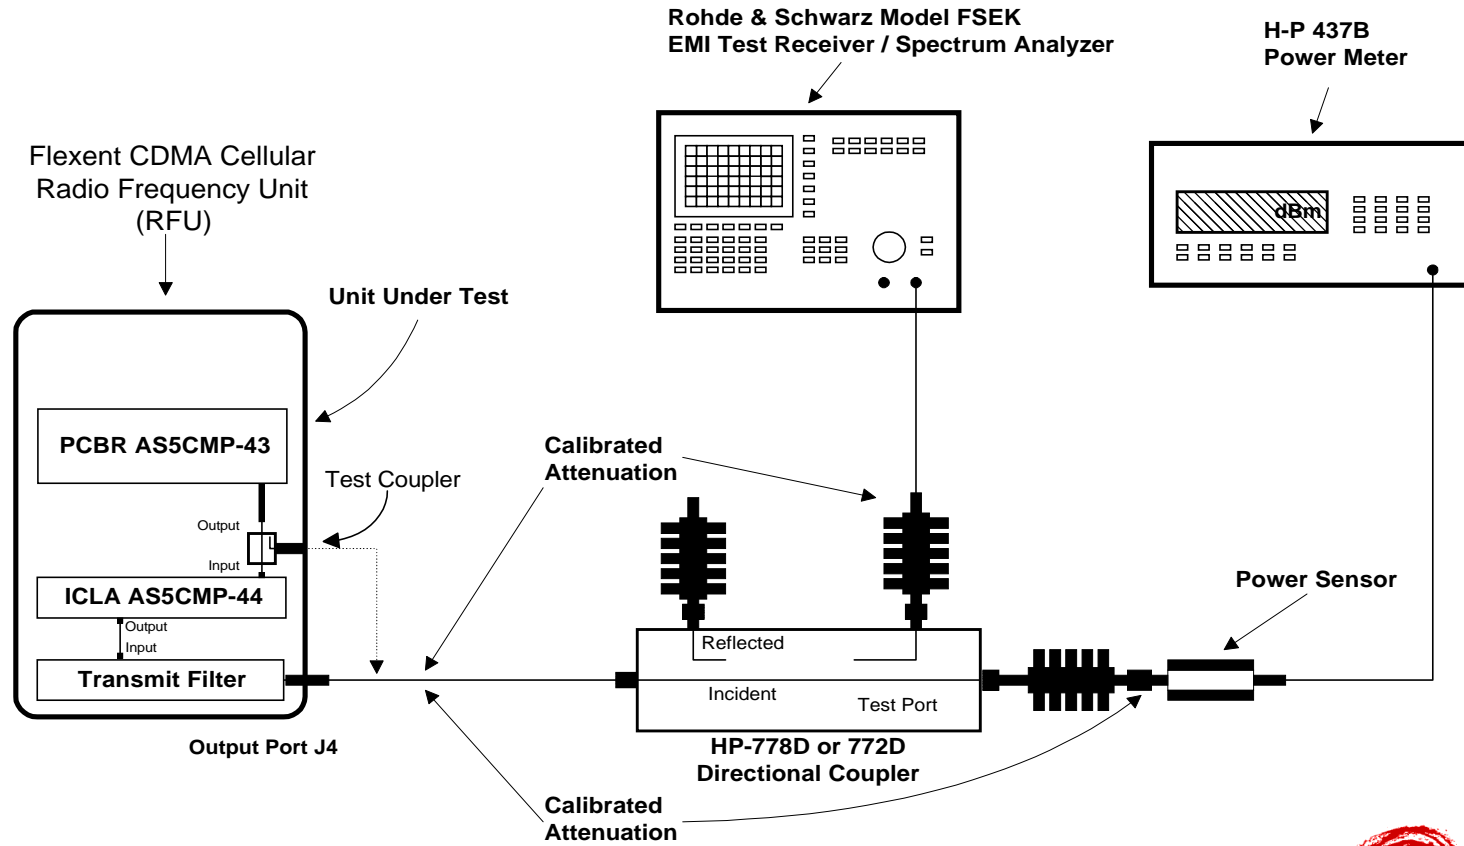 Rohde & Schwarz Model FSEK
EMI Test Receiver / Spectrum Analyzer
H-P 437B
Power Meter
dBm
Flexent CDMA Cellular
Radio Frequency Unit
(RFU)
Unit Under Test
PCBR AS5CMP-43
Test Coupler
Output
Input
ICLA AS5CMP-44
Output
Input
Transmit Filter
Output Port J4
Calibrated
Attenuation
Reflected
Incident
Test Port
HP-778D or 772D
Directional Coupler
Power Sensor
Calibrated
Attenuation